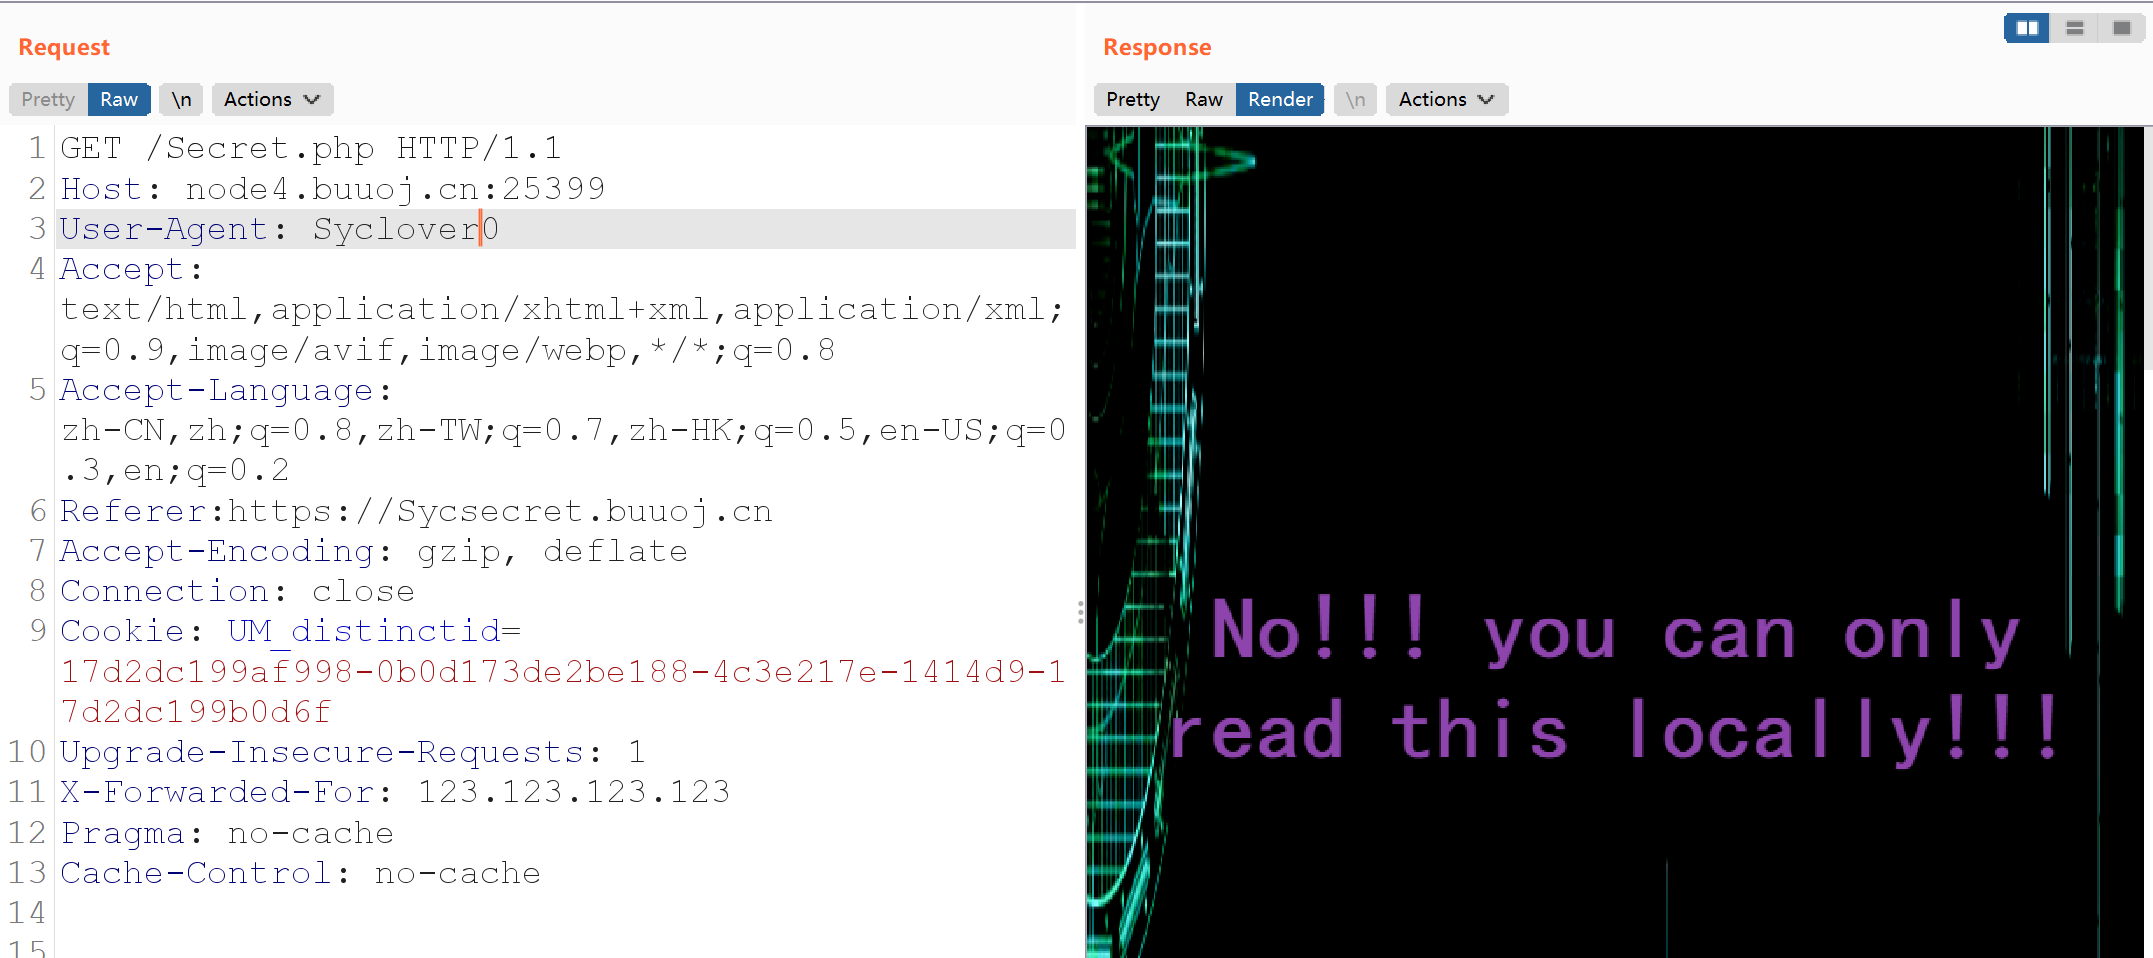 Request
Pretty Raw \n Actions
1 GET /Secret.php HTTP/1.1
2 Host: node4.buuoj.cn:25399
3 User-Agent: Syclover0
4 Accept:
text/html,application/xhtml+xml,application/xml;
q=0.9,image/avif,image/webp,*/*;q=0.8
5 Accept-Language:
zh-CN,zh;q=0.8,zh-TW;q=0.7,zh-HK;q=0.5,en-US;q=0
.3,en;q=0.2
6 Referer:https://Sycsecret.buuoj.cn
7 Accept-Encoding: gzip, deflate
8 Connection: close
9 Cookie: UM_distinctid=
17d2dc199af998-0b0d173de2be188-4c3e217e-1414d9-1
7d2dc199b0d6f
10 Upgrade-Insecure-Requests: 1
11 X-Forwarded-For: 123.123.123.123
12 Pragma: no-cache
13 Cache-Control: no-cache
14
15
Response
Pretty Raw Render \n Actions
No!!! you can only
read this locally!!!